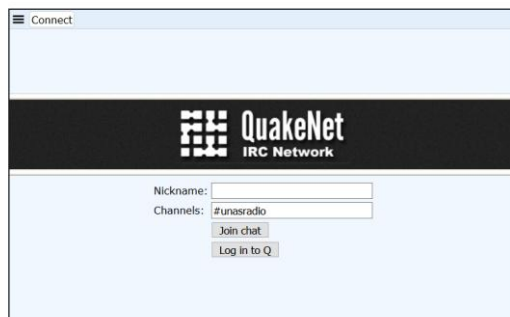 Connect
QuakeNet
IRC Network
Nickname:
Channels: #unasradio
Join chat
Log in to Q